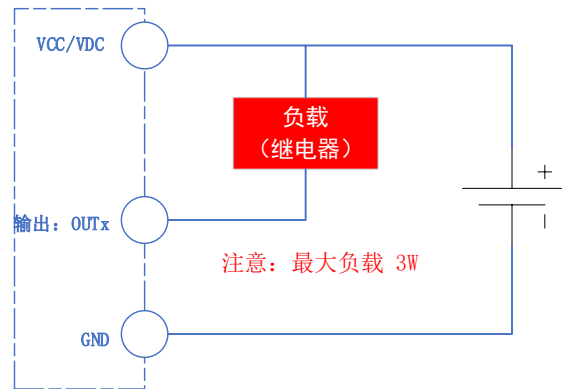 VCC/VDC
负载
（继电器）
+
输出：OUTx
注意：最大负载 3W
GND